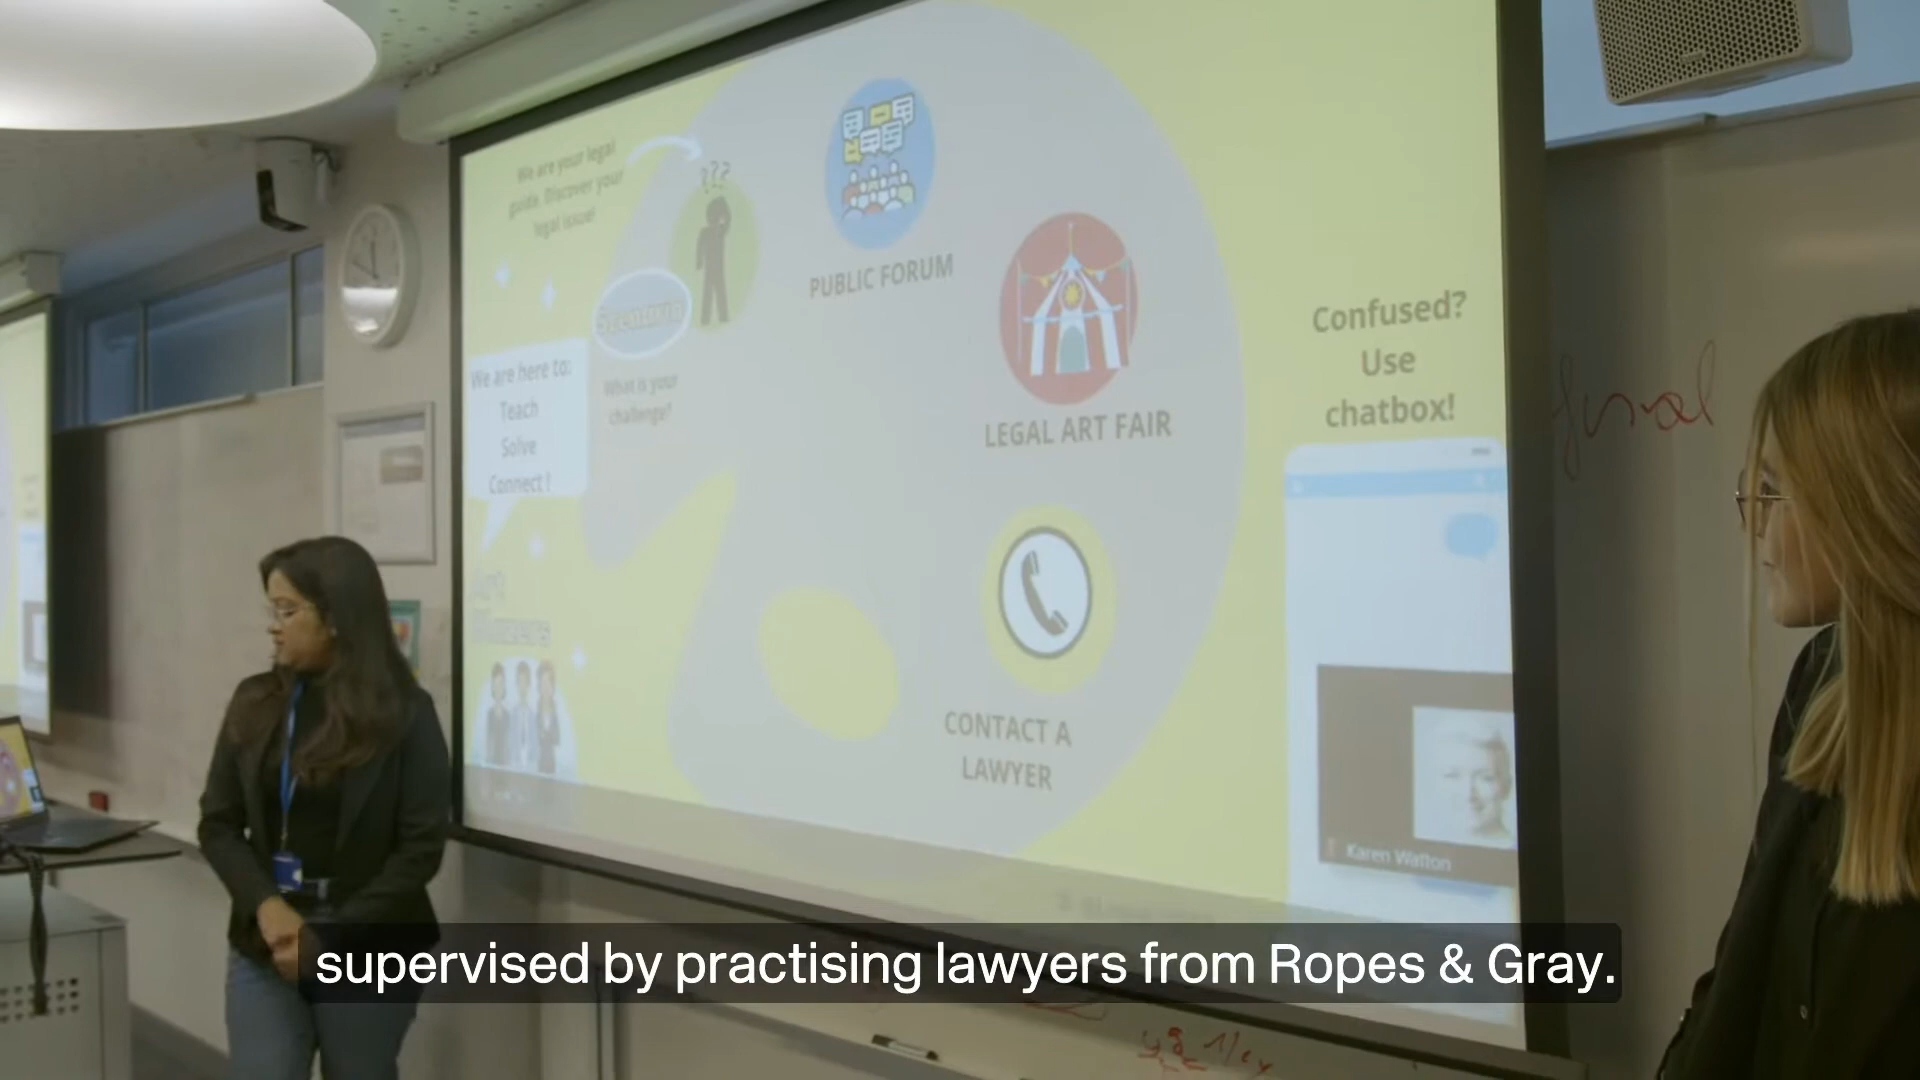 We are your legal
guide. Discover your
legal issue!
???
PUBLIC FORUM
Scenario
We are here to:
Teach
Solve
Connect!
What is your
challenge?
LEGAL ART FAIR
Confused?
Use
chatbox!
CONTACT A
LAWYER
Karen Watton
supervised by practising lawyers from Ropes & Gray.